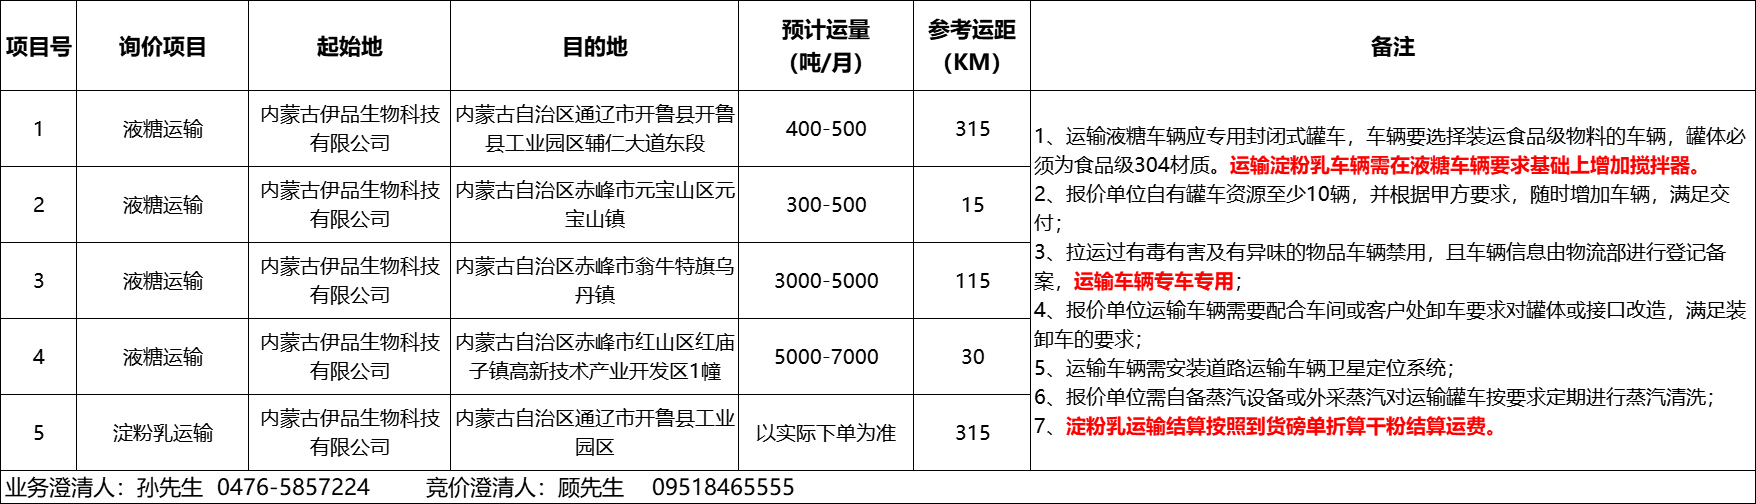 项目号 询价项目 起始地 目的地 预计运量（吨/月） 参考运距（KM） 备注
1 液糖运输 内蒙古伊品生物科技有限公司 内蒙古自治区通辽市开鲁县开鲁县工业园区辅仁大道东段 400-500 315
2 液糖运输 内蒙古伊品生物科技有限公司 内蒙古自治区赤峰市元宝山区元宝山镇 300-500 15
3 液糖运输 内蒙古伊品生物科技有限公司 内蒙古自治区赤峰市翁牛特旗乌丹镇 3000-5000 115
4 液糖运输 内蒙古伊品生物科技有限公司 内蒙古自治区赤峰市红山区红庙子镇高新技术产业开发区1幢 5000-7000 30
5 淀粉乳运输 内蒙古伊品生物科技有限公司 内蒙古自治区通辽市开鲁县工业园区 以实际下单为准 315
1、运输液糖车辆应专用封闭式罐车，车辆要选择装运食品级物料的车辆，罐体必
须为食品级304材质。运输淀粉乳车辆需在液糖车辆要求基础上增加搅拌器。
2、报价单位自有罐车资源至少10辆，并根据甲方要求，随时增加车辆，满足交
付；
3、拉运过有毒有害及有异味的物品车辆禁用，且车辆信息由物流部进行登记备
案，运输车辆专车专用；
4、报价单位运输车辆需要配合车间或客户处卸车要求对罐体或接口改造，满足装
卸车的要求；
5、运输车辆需安装道路运输车辆卫星定位系统；
6、报价单位需自备蒸汽设备或外采蒸汽对运输罐车按要求定期进行蒸汽清洗；
7、淀粉乳运输结算按照到货磅单折算干粉结算运费。
业务澄清人：孙先生 0476-5857224 竞价澄清人：顾先生 09518465555